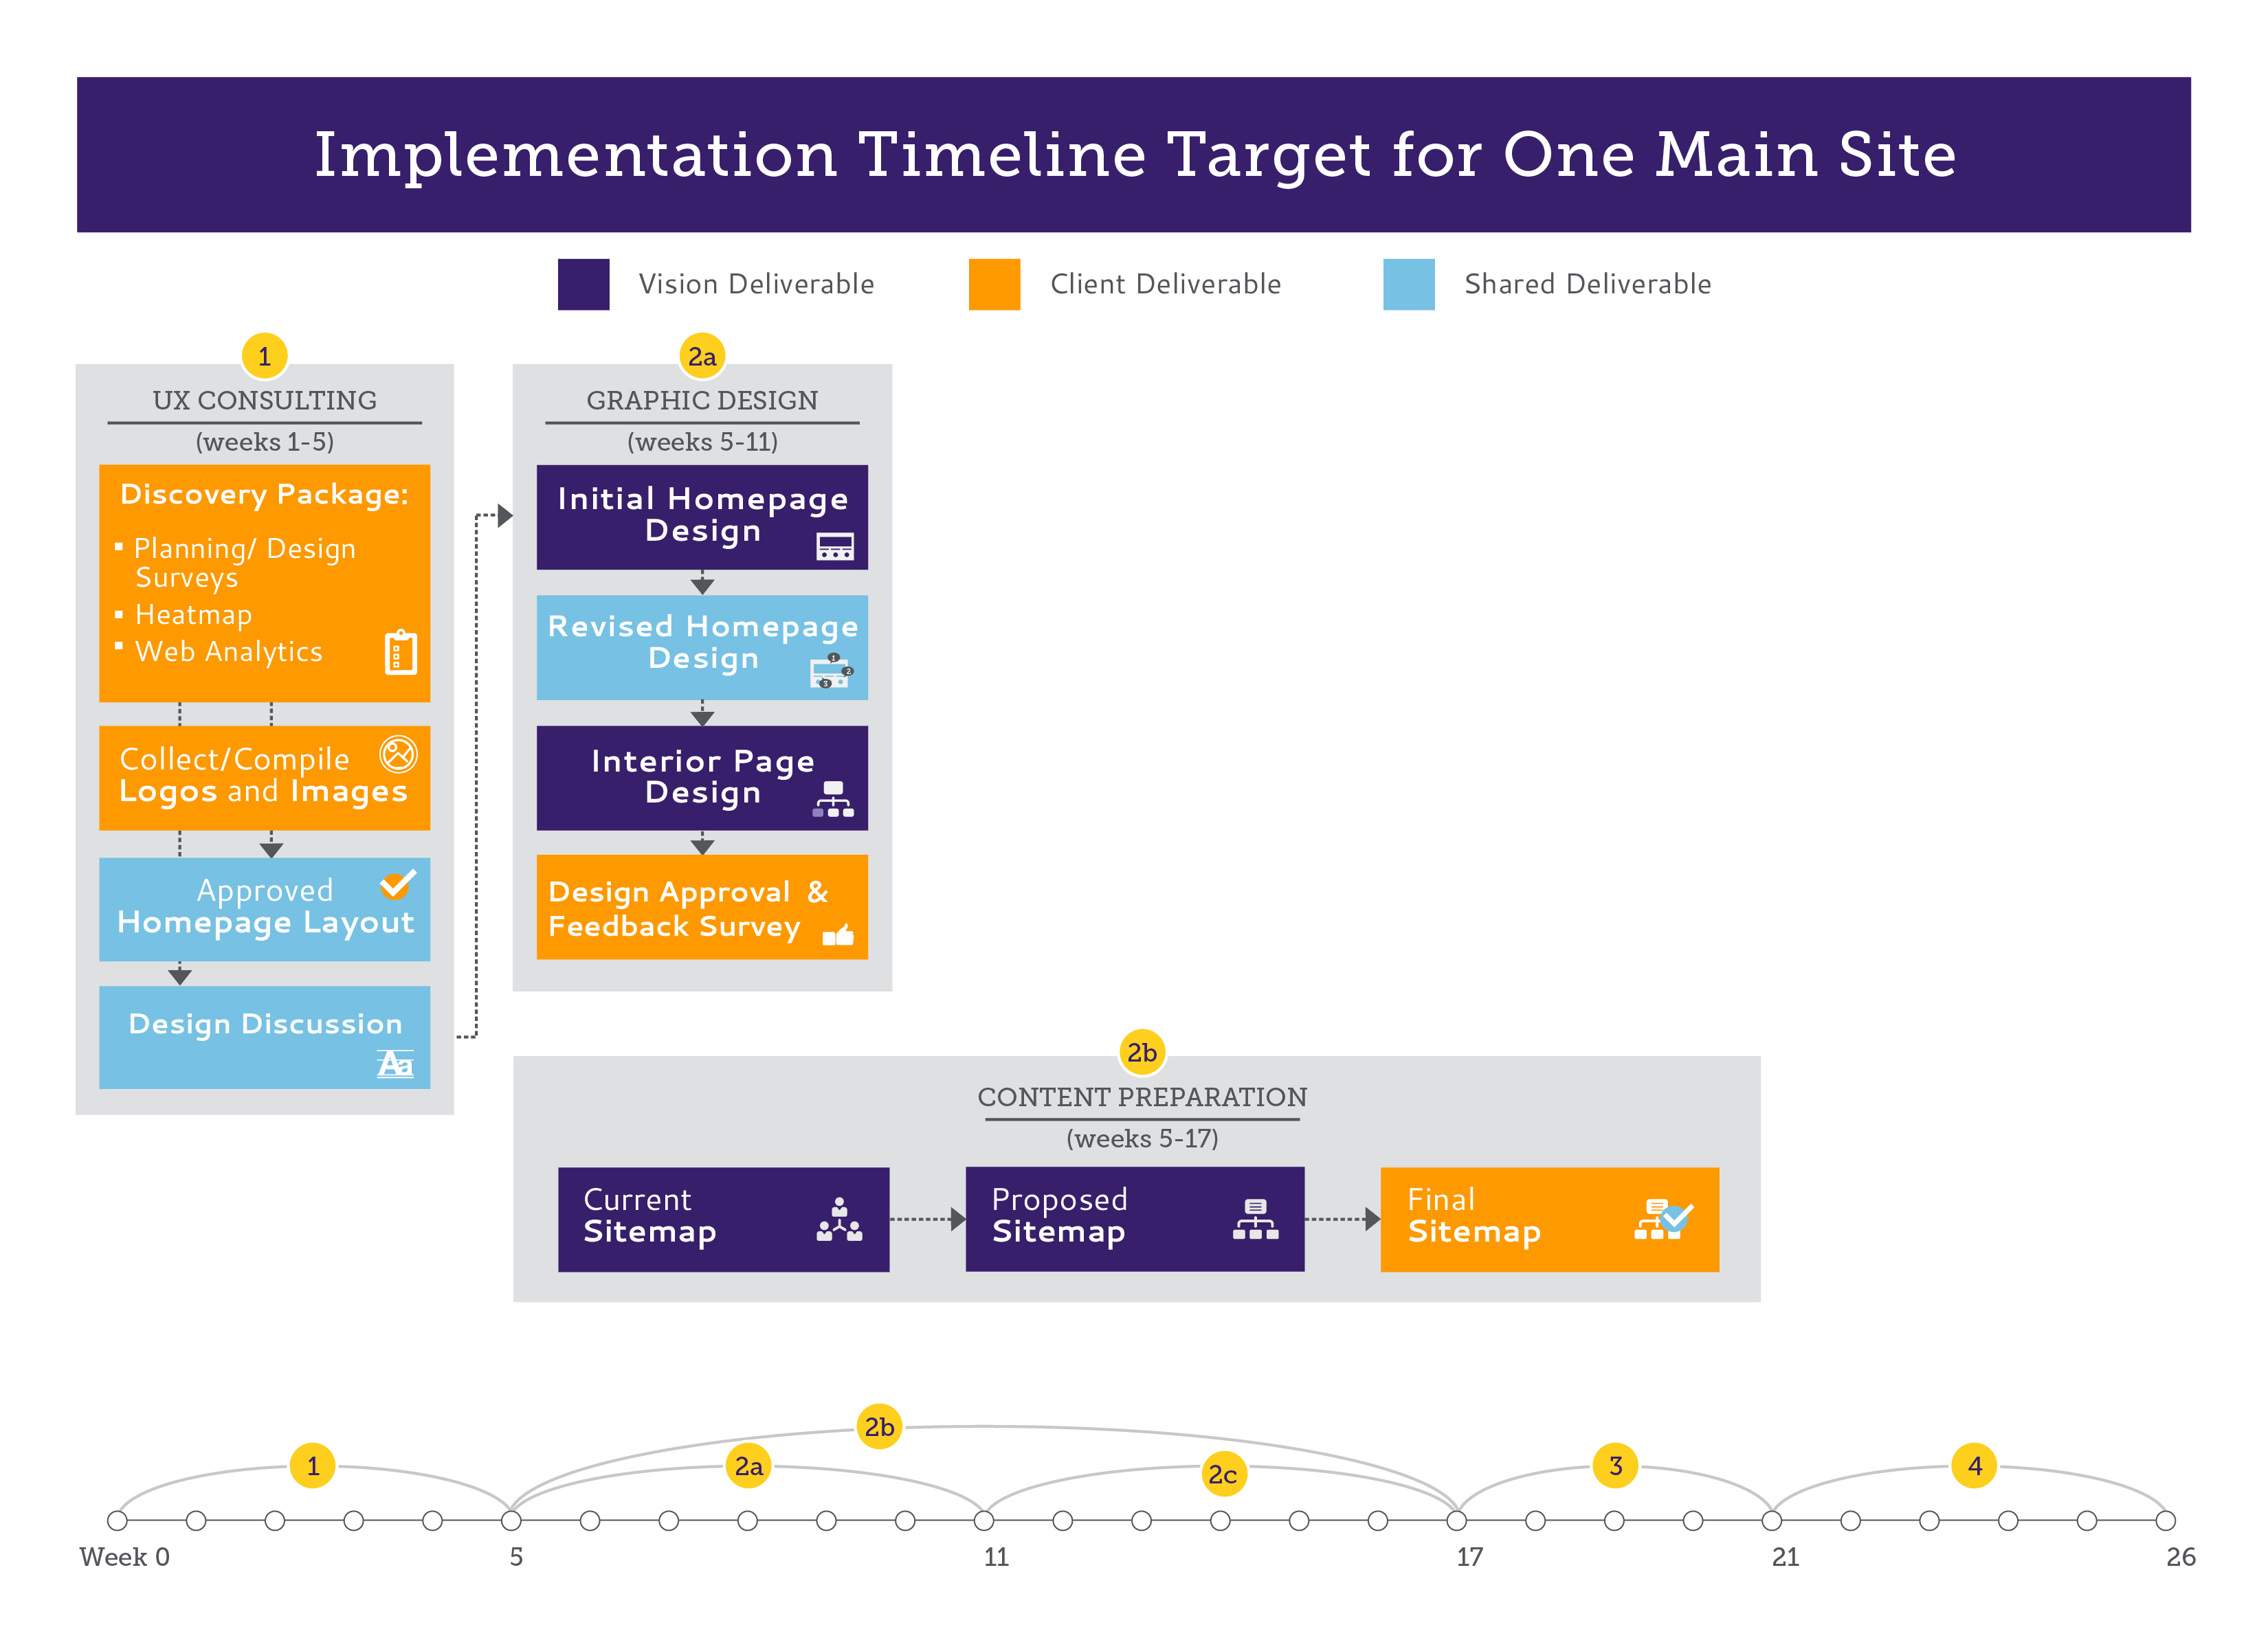 Implementation Timeline Target for One Main Site
Vision Deliverable
Client Deliverable
Shared Deliverable
1
UX CONSULTING
(weeks 1-5)
Discovery Package:
▪ Planning/ Design
Surveys
▪ Heatmap
▪ Web Analytics
Collect/Compile
Logos and Images
Approved
Homepage Layout
Design Discussion
Aa
2a
GRAPHIC DESIGN
(weeks 5-11)
Initial Homepage
Design
Revised Homepage
Design
1
2
3
Interior Page
Design
Design Approval &
Feedback Survey
2b
CONTENT PREPARATION
(weeks 5-17)
Current
Sitemap
Proposed
Sitemap
Final
Sitemap
1
2b
2a
2c
3
4
Week 0
5
11
17
21
26